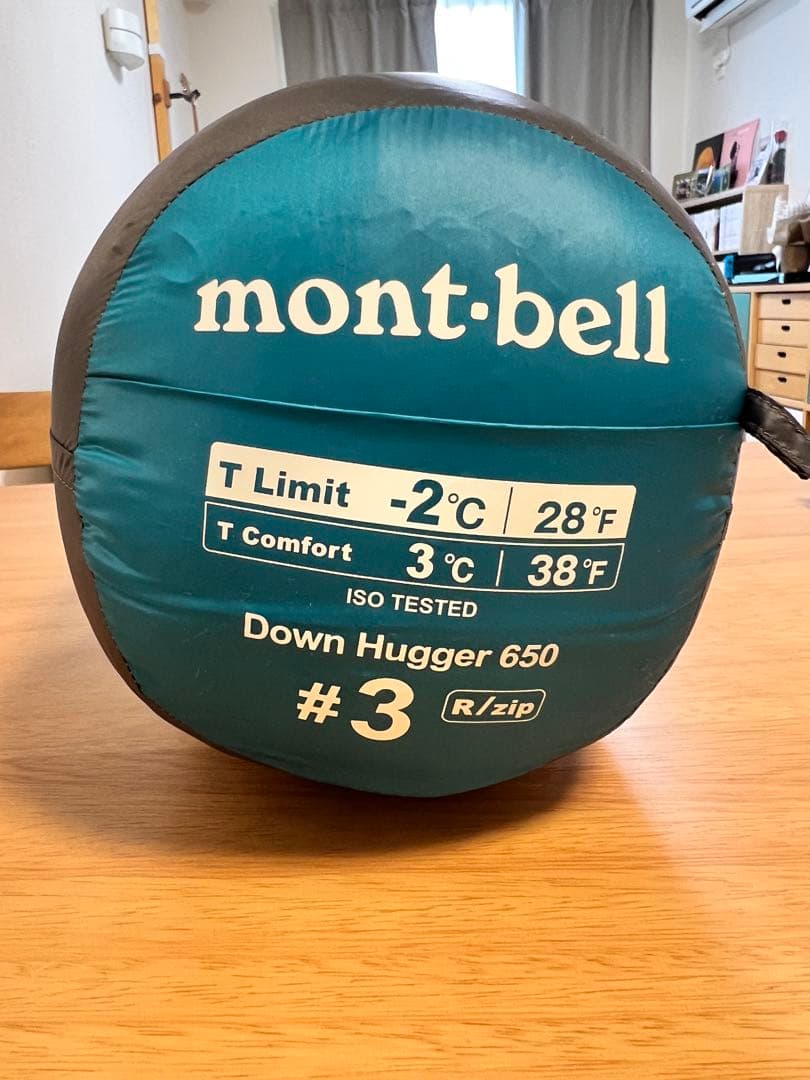 mont·bell
T Limit -2°C | 28°F
T Comfort 3°C | 38°F
ISO TESTED
Down Hugger 650
#3 R/zip